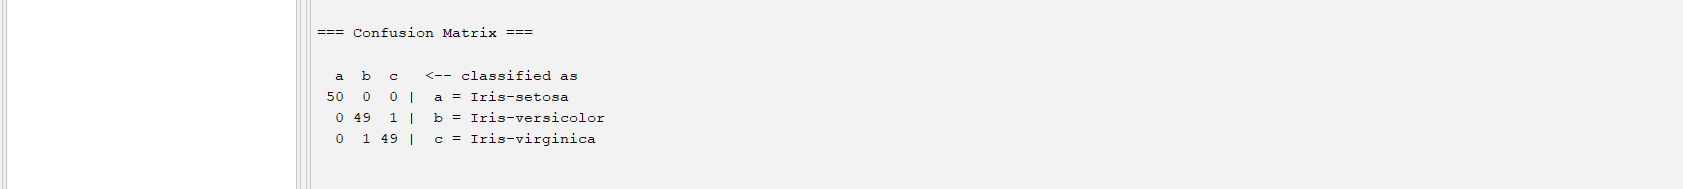 === Confusion Matrix ===
a b c <-- classified as
50 0 0 | a = Iris-setosa
0 49 1 | b = Iris-versicolor
0 1 49 | c = Iris-virginica